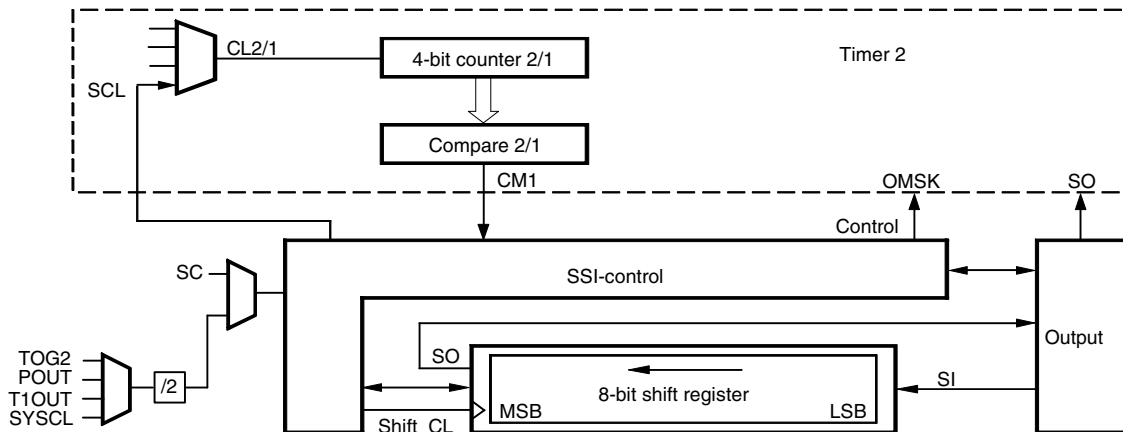 CL2/1
4-bit counter 2/1
Timer 2
SCL
Compare 2/1
CM1
OMSK
SO
Control
SC
SSI-control
TOG2
POUT
T1OUT
SYSCL
/2
SO
Output
8-bit shift register
SI
MSB
LSB
Shift_CL